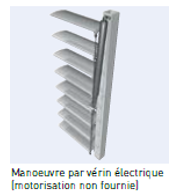 Manoeuvre par vérin électrique
(motorisation non fournie)